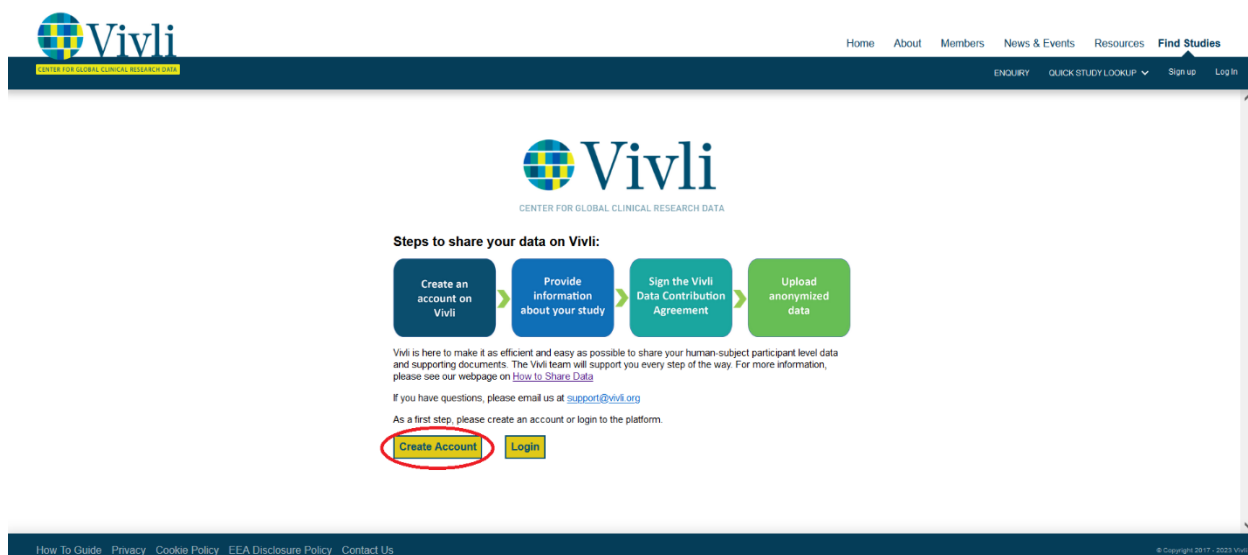 Vivli
CENTER FOR GLOBAL CLINICAL RESEARCH DATA
Home About Members News & Events Resources Find Studies
ENQUIRY QUICK STUDY LOOKUP Sign up Log In
Vivli
CENTER FOR GLOBAL CLINICAL RESEARCH DATA
Steps to share your data on Vivli:
Create an
account on
Vivli
Provide
information
about your study
Sign the Vivli
Data Contribution
Agreement
Upload
anonymized
data
Vivli is here to make it as efficient and easy as possible to share your human-subject participant level data
and supporting documents. The Vivli team will support you every step of the way. For more information,
please see our webpage on How to Share Data
If you have questions, please email us at support@vivli.org
As a first step, please create an account or login to the platform.
Create Account Login
How To Guide Privacy Cookie Policy EEA Disclosure Policy Contact Us
© Copyright 2017 - 2023 Vivli